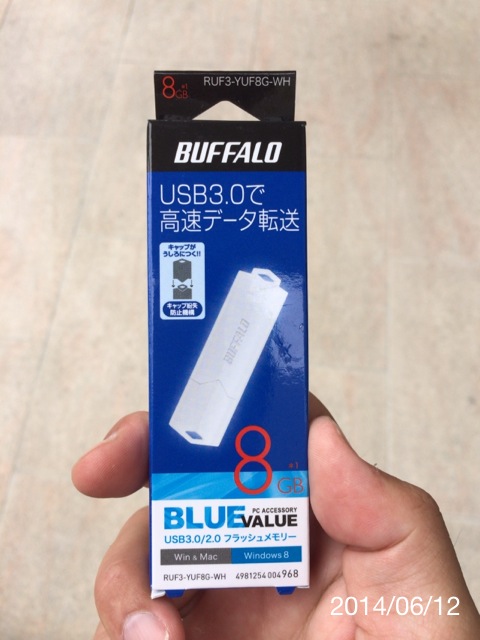 8GB※1
RUF3-YUF8G-WH
BUFFALO
USB3.0で
高速データ転送
キャップが
うしろにつく!!
キャップ紛失
防止機構
BUFFALO
8
※1
GB
PC ACCESSORY
BLUE VALUE
USB3.0/2.0 フラッシュメモリー
Win & Mac
Windows 8
RUF3-YUF8G-WH 4981254004968
2014/06/12